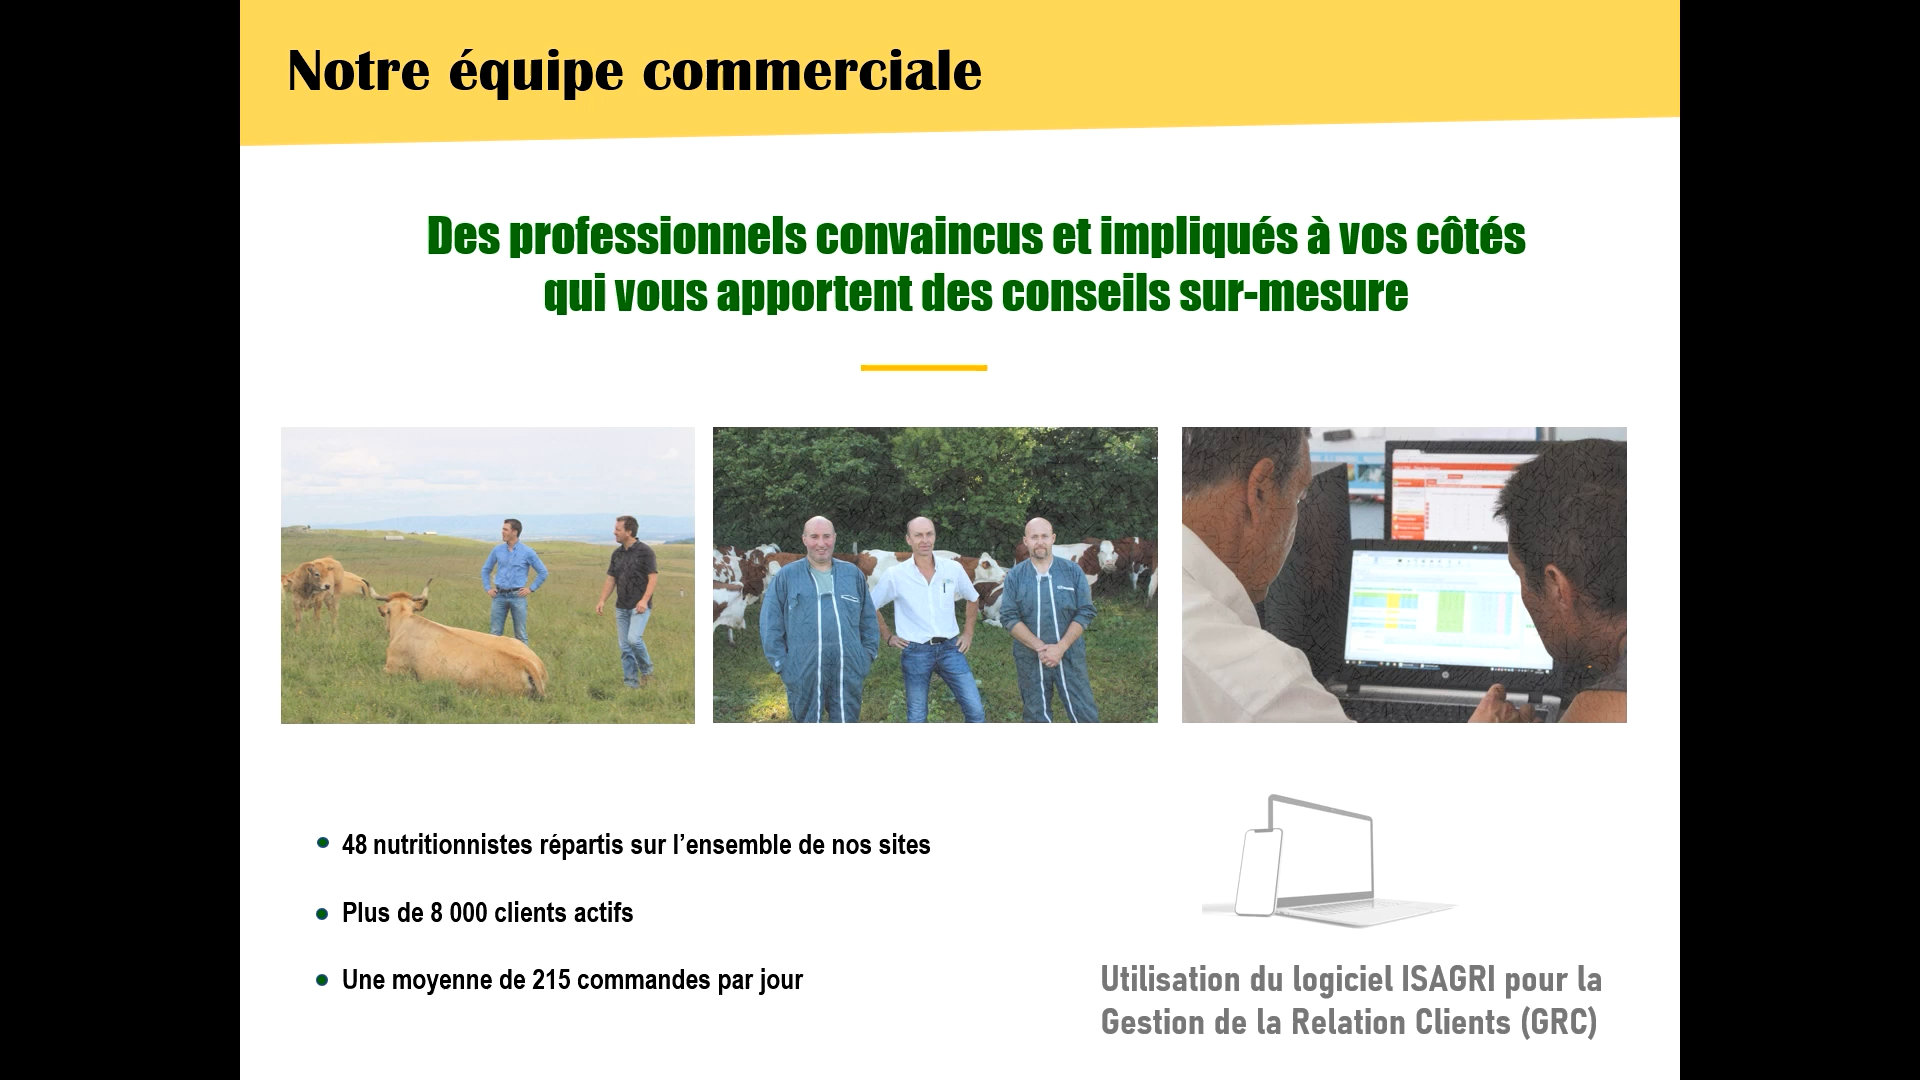 Notre équipe commerciale
Des professionnels convaincus et impliqués à vos côtés
qui vous apportent des conseils sur-mesure
48 nutritionnistes répartis sur l’ensemble de nos sites
Plus de 8 000 clients actifs
Une moyenne de 215 commandes par jour
Utilisation du logiciel ISAGRI pour la
Gestion de la Relation Clients (GRC)